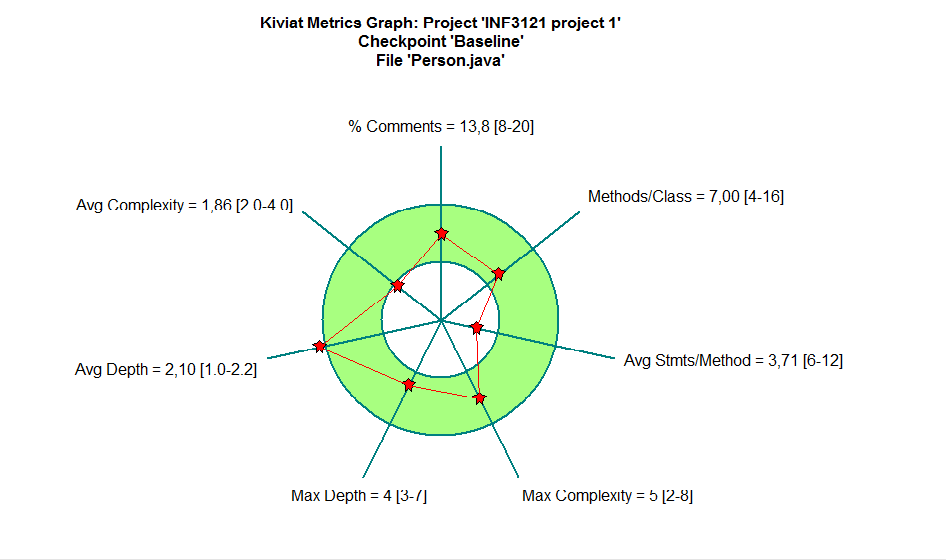 Kiviat Metrics Graph: Project 'INF3121 project 1'
Checkpoint 'Baseline'
File 'Person.java'
% Comments = 13,8 [8-20]
Methods/Class = 7,00 [4-16]
Avg Complexity = 1,86 [2.0-4.0]
Avg Stmts/Method = 3,71 [6-12]
Avg Depth = 2,10 [1.0-2.2]
Max Depth = 4 [3-7]
Max Complexity = 5 [2-8]